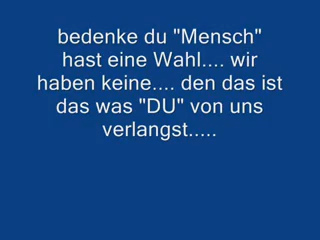 bedenke du "Mensch"
hast eine Wahl.... wir
haben keine.... den das ist
das was "DU" von uns
verlangst.....